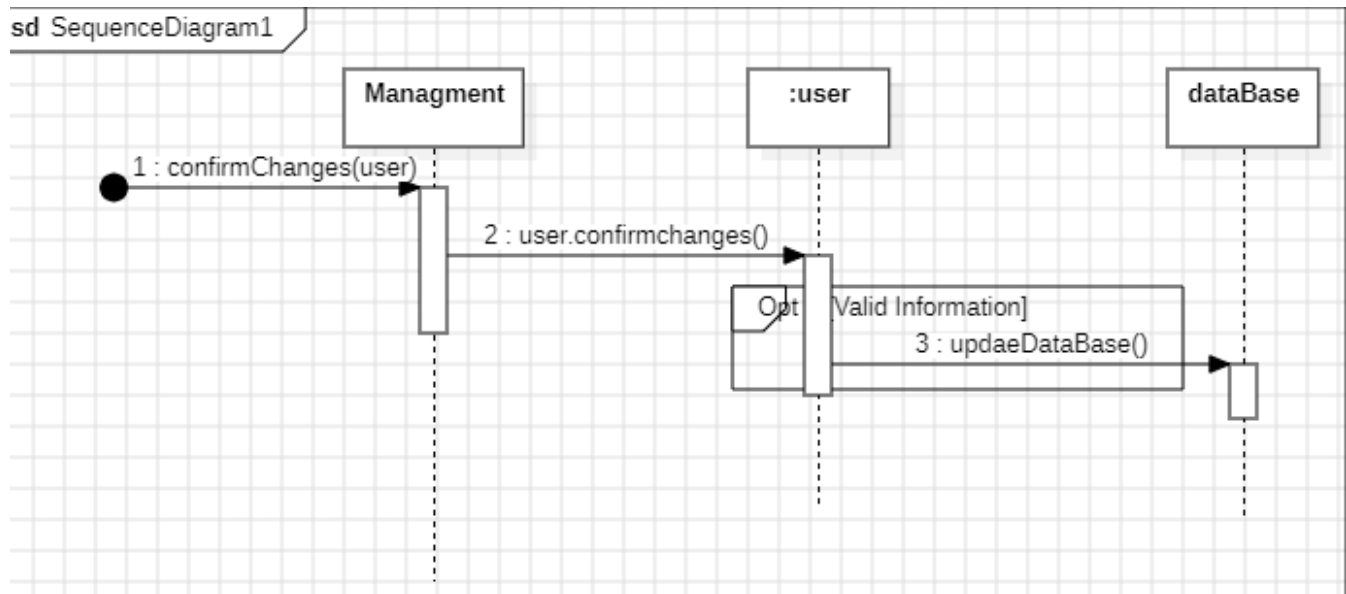 sd SequenceDiagram1
Managment
:user
dataBase
1 : confirmChanges(user)
2 : user.confirmchanges()
Opt
[Valid Information]
3 : updaeDataBase()